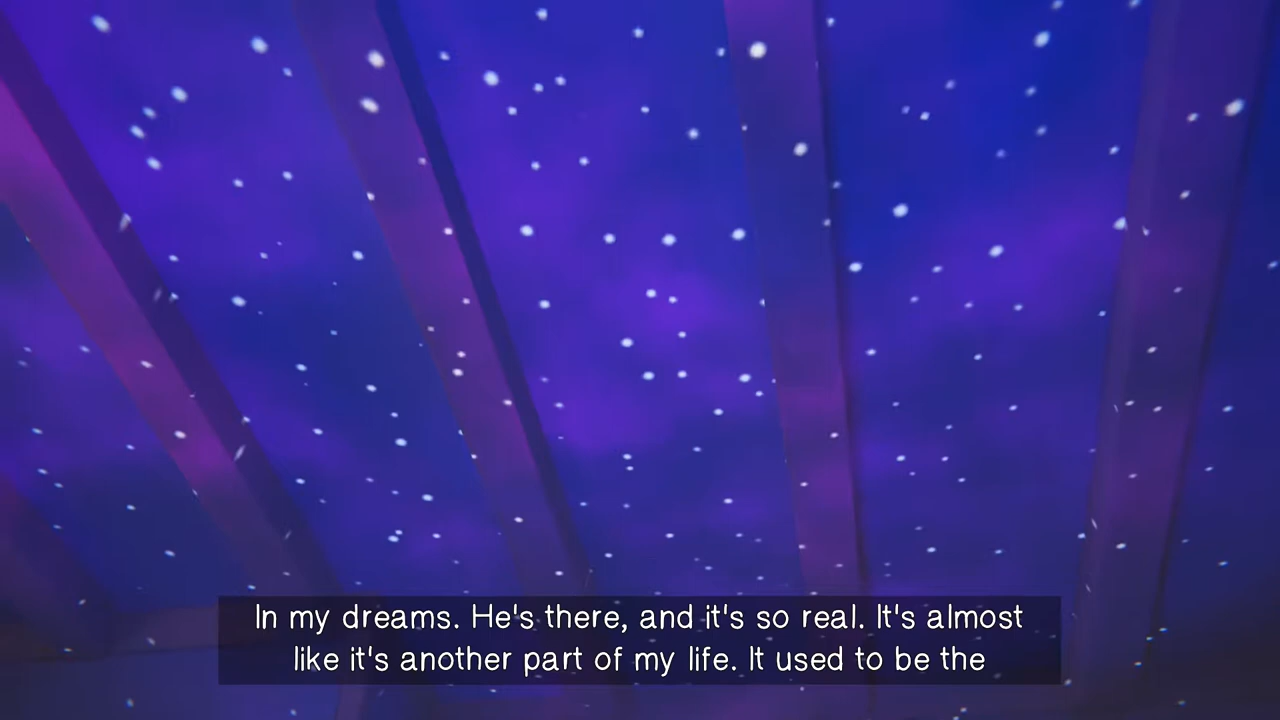 In my dreams. He's there, and it's so real. It's almost
like it's another part of my life. It used to be the